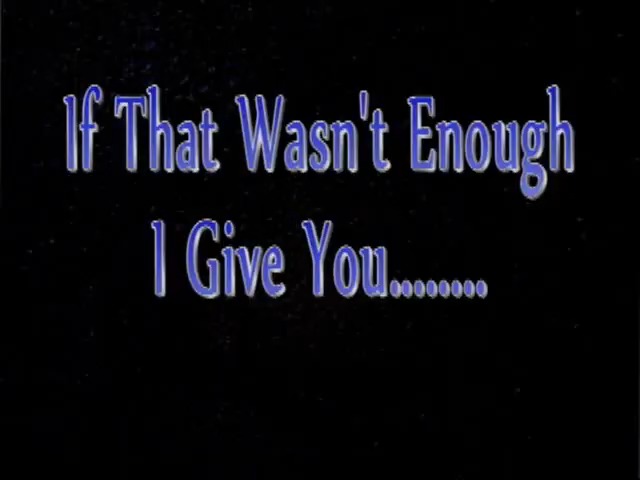 If That Wasn't Enough
I Give You........